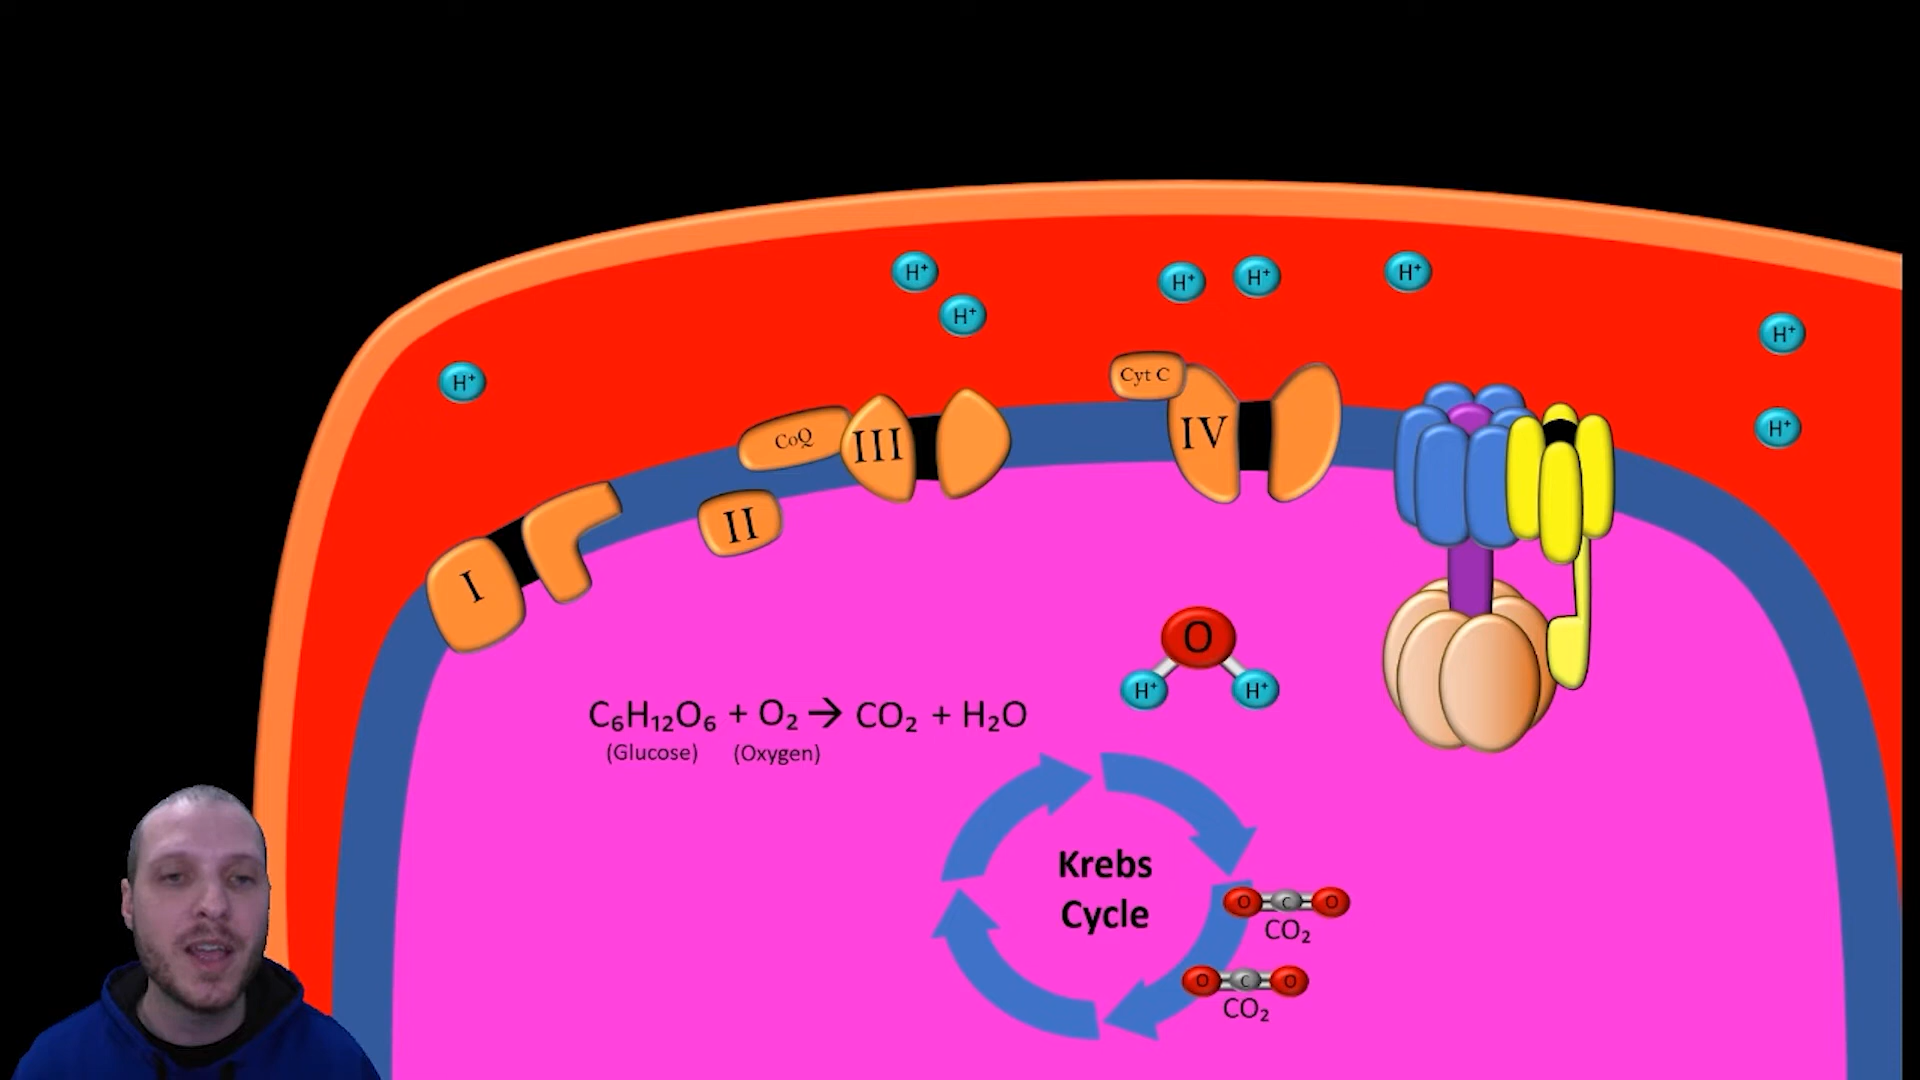 H⁺
H⁺
H⁺
H⁺
H⁺
H⁺
H⁺
H⁺
Cyt C
CoQ
III
IV
II
I
O
H⁺
H⁺
C₆H₁₂O₆ + O₂ → CO₂ + H₂O
(Glucose) (Oxygen)
Krebs
Cycle
O C O
CO₂
O C O
CO₂